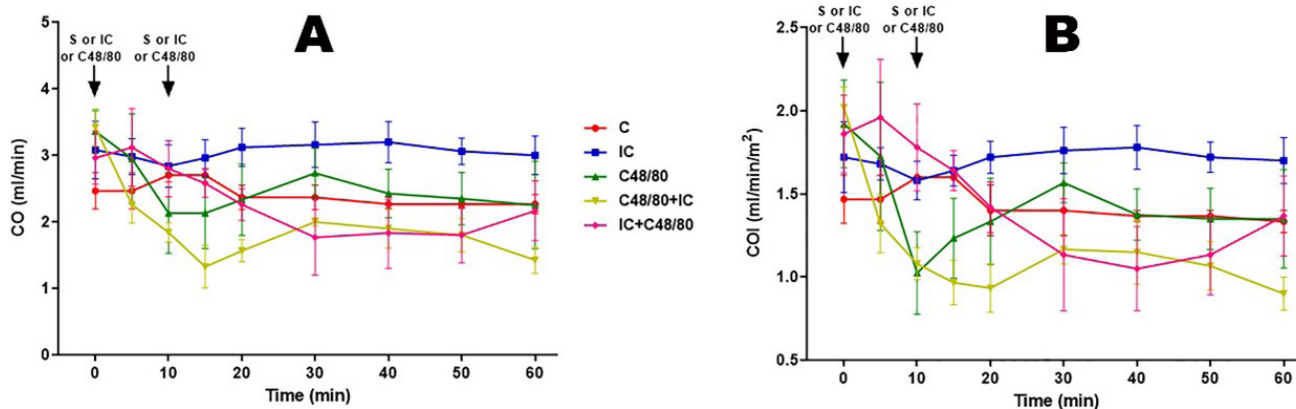 A
S or IC
or C48/80
S or IC
or C48/80
CO (ml/min)
5
4
3
2
1
0
0 10 20 30 40 50 60
Time (min)
C
IC
C48/80
C48/80+IC
IC+C48/80
B
S or IC
or C48/80
S or IC
or C48/80
COI (ml/min/m²)
2.5
2.0
1.5
1.0
0.5
0 10 20 30 40 50 60
Time (min)